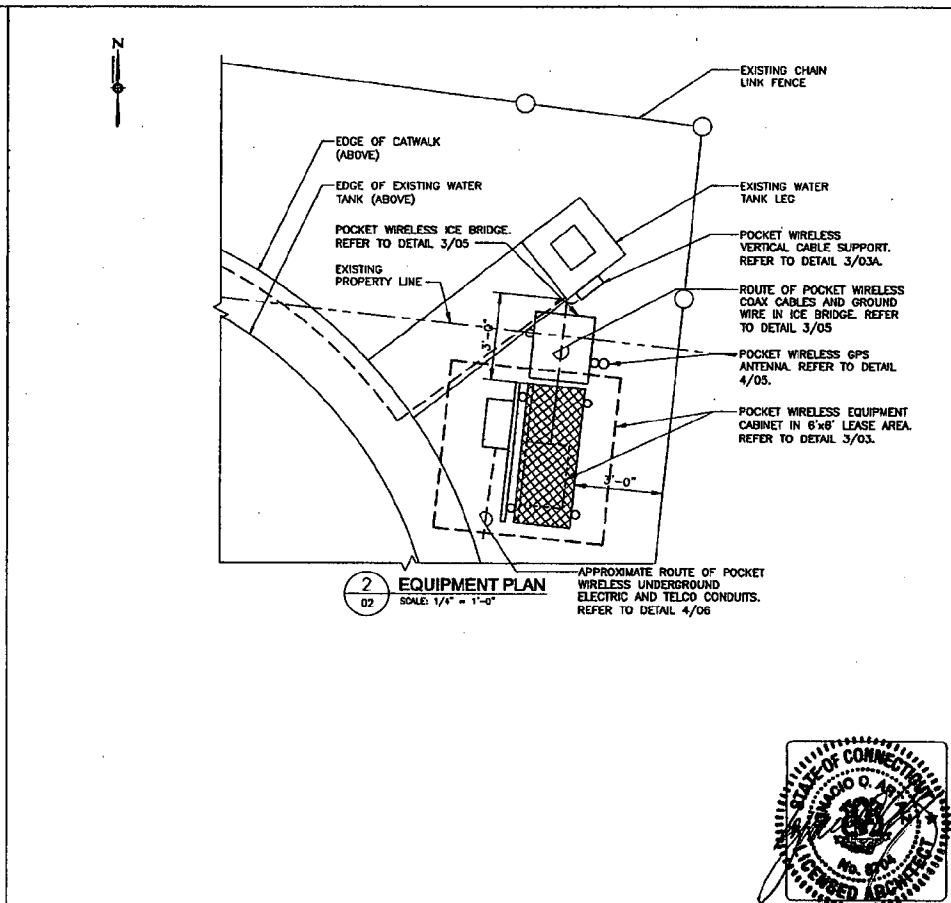 N
EXISTING CHAIN
LINK FENCE
EDGE OF CATWALK
(ABOVE)
EDGE OF EXISTING WATER
TANK (ABOVE)
POCKET WIRELESS ICE BRIDGE.
REFER TO DETAIL 3/05
EXISTING
PROPERTY LINE
EXISTING WATER
TANK LEG
POCKET WIRELESS
VERTICAL CABLE SUPPORT.
REFER TO DETAIL 3/03A.
ROUTE OF POCKET WIRELESS
COAX CABLES AND GROUND
WIRE IN ICE BRIDGE. REFER
TO DETAIL 3/05
POCKET WIRELESS GPS
ANTENNA. REFER TO DETAIL
4/05.
POCKET WIRELESS EQUIPMENT
CABINET IN 6'x6' LEASE AREA.
REFER TO DETAIL 3/03.
3'-0"
3'-0"
APPROXIMATE ROUTE OF POCKET
WIRELESS UNDERGROUND
ELECTRIC AND TELCO CONDUITS.
REFER TO DETAIL 4/06
2
02
EQUIPMENT PLAN
SCALE: 1/4" = 1'-0"
STATE OF CONNECTICUT
LICENSED ARCHITECT